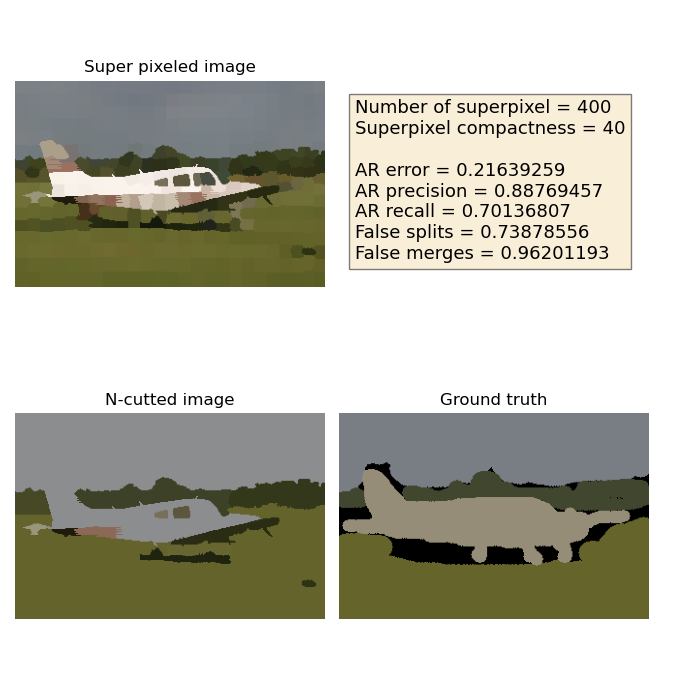 Super pixeled image
Number of superpixel = 400
Superpixel compactness = 40
AR error = 0.21639259
AR precision = 0.88769457
AR recall = 0.70136807
False splits = 0.73878556
False merges = 0.96201193
N-cutted image
Ground truth